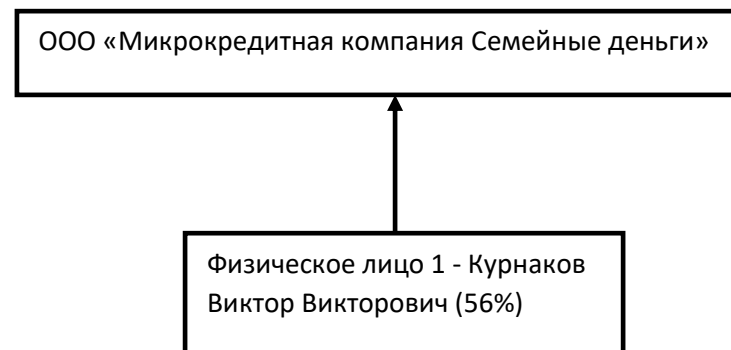 ООО «Микрокредитная компания Семейные деньги»
Физическое лицо 1 - Курнаков
Виктор Викторович (56%)